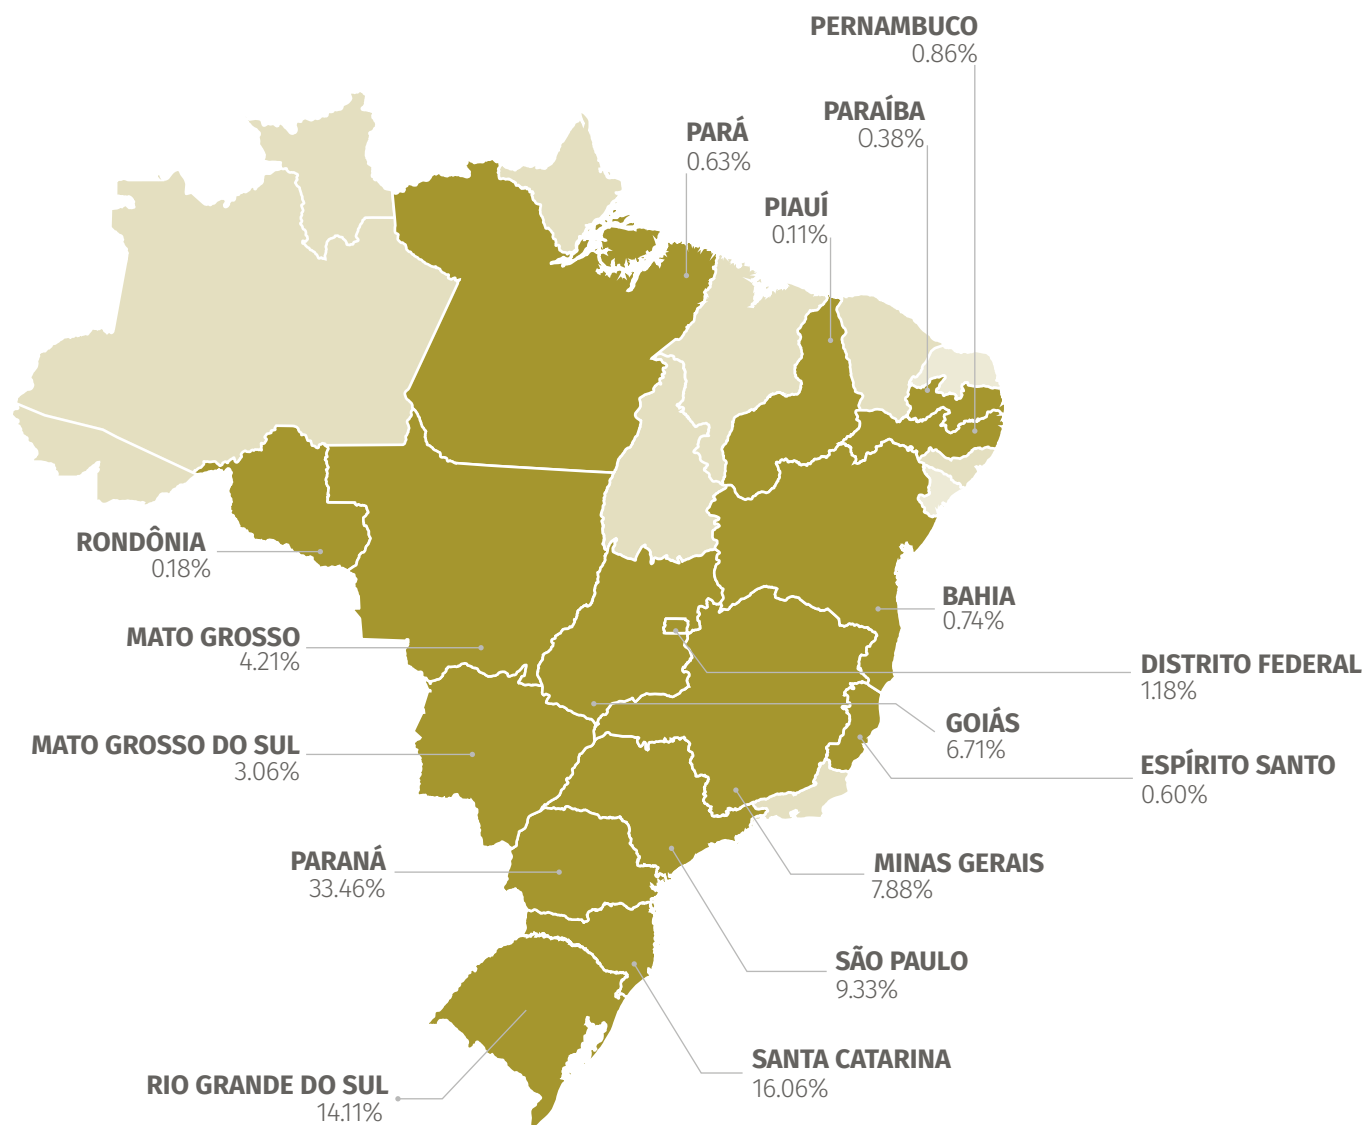 PERNAMBUCO
0.86%
PARAÍBA
0.38%
PARÁ
0.63%
PIAUÍ
0.11%
RONDÔNIA
0.18%
BAHIA
0.74%
MATO GROSSO
4.21%
DISTRITO FEDERAL
1.18%
GOIÁS
6.71%
MATO GROSSO DO SUL
3.06%
ESPÍRITO SANTO
0.60%
PARANÁ
33.46%
MINAS GERAIS
7.88%
SÃO PAULO
9.33%
SANTA CATARINA
16.06%
RIO GRANDE DO SUL
14.11%